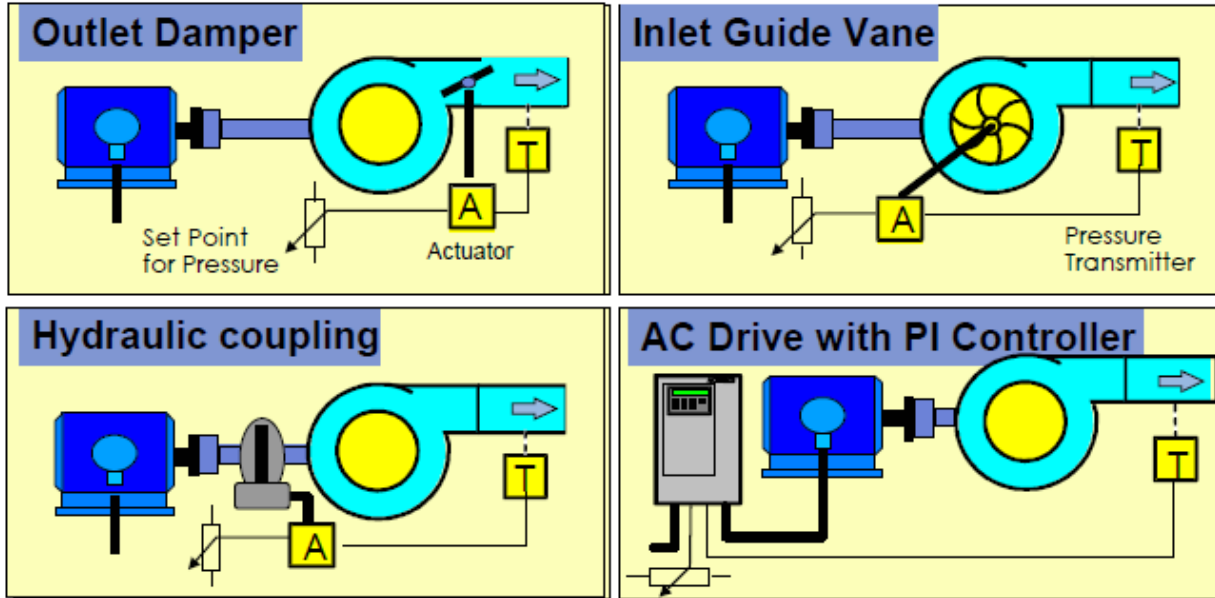 Outlet Damper
T
A
Set Point
for Pressure
Actuator
Inlet Guide Vane
T
A
Pressure
Transmitter
Hydraulic coupling
T
A
AC Drive with PI Controller
T